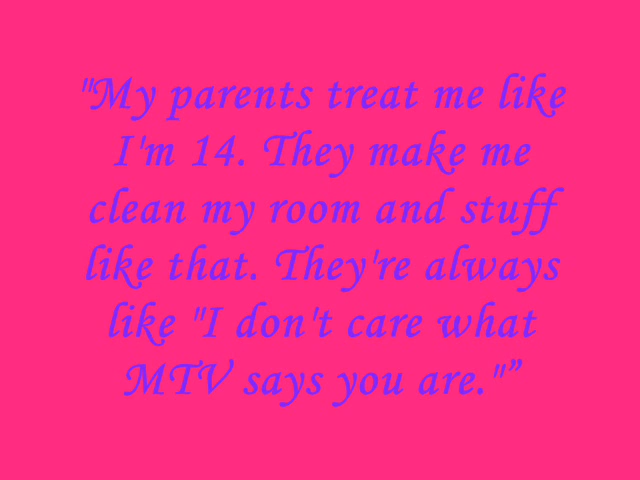 "My parents treat me like
I'm 14. They make me
clean my room and stuff
like that. They're always
like "I don't care what
MTV says you are."”